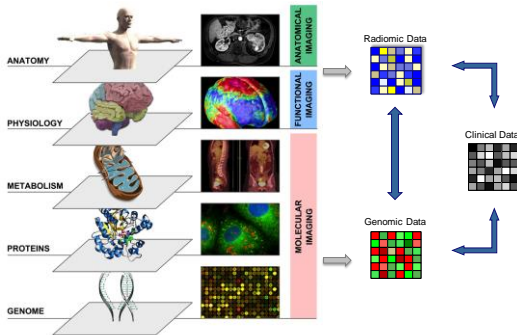 ANATOMY
PHYSIOLOGY
METABOLISM
PROTEINS
GENOME
ANATOMICAL
IMAGING
FUNCTIONAL
IMAGING
MOLECULAR
IMAGING
Radiomic Data
Clinical Data
Genomic Data